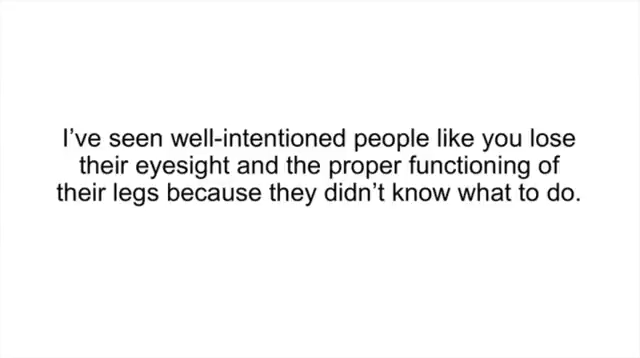 I’ve seen well-intentioned people like you lose
their eyesight and the proper functioning of
their legs because they didn’t know what to do.